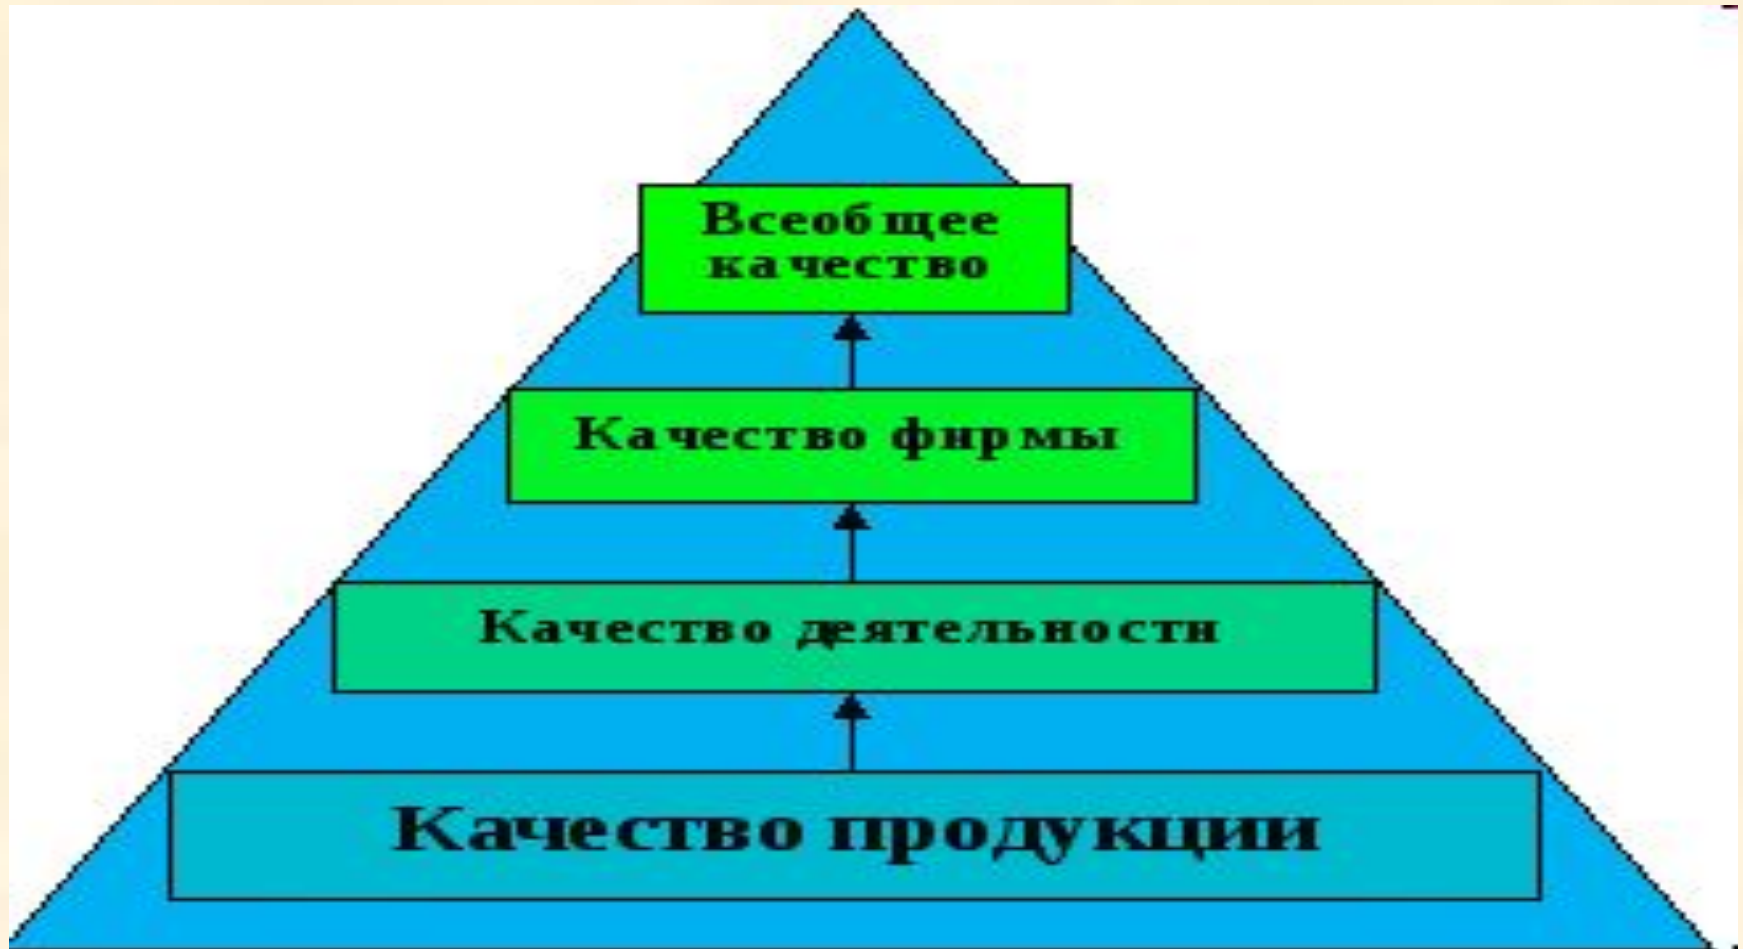 Всеобщее
качество
Качество фирмы
Качество деятельности
Качество продукции